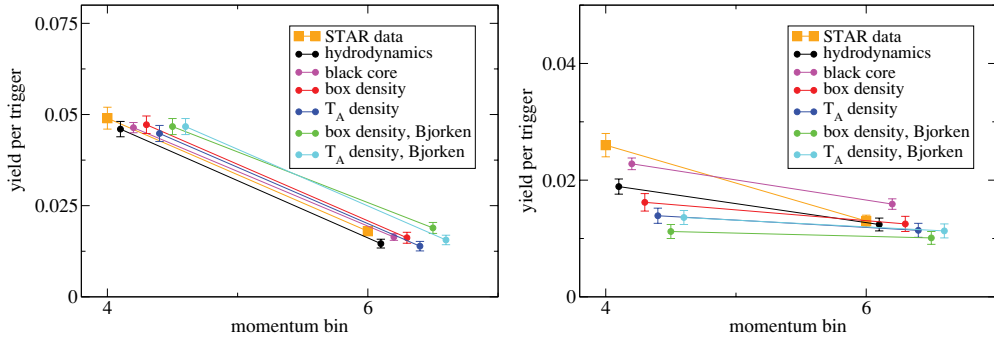 0.075
0.05
0.025
0
4
6
momentum bin
yield per trigger
STAR data
hydrodynamics
black core
box density
T_A density
box density, Bjorken
T_A density, Bjorken
0.04
0.02
0
4
6
momentum bin
yield per trigger
STAR data
hydrodynamics
black core
box density
T_A density
box density, Bjorken
T_A density, Bjorken